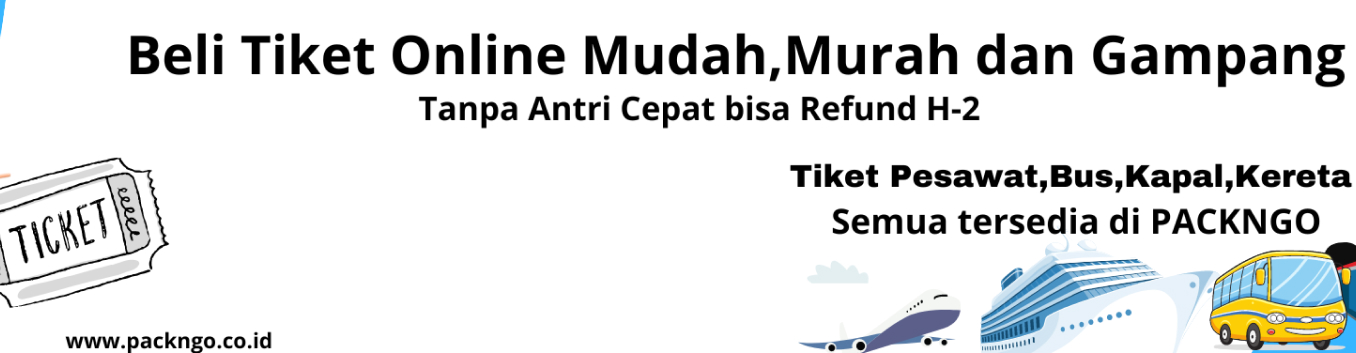 Beli Tiket Online Mudah,Murah dan Gampang
Tanpa Antri Cepat bisa Refund H-2
Tiket Pesawat,Bus,Kapal,Kereta
Semua tersedia di PACKNGO
TICKET
www.packngo.co.id